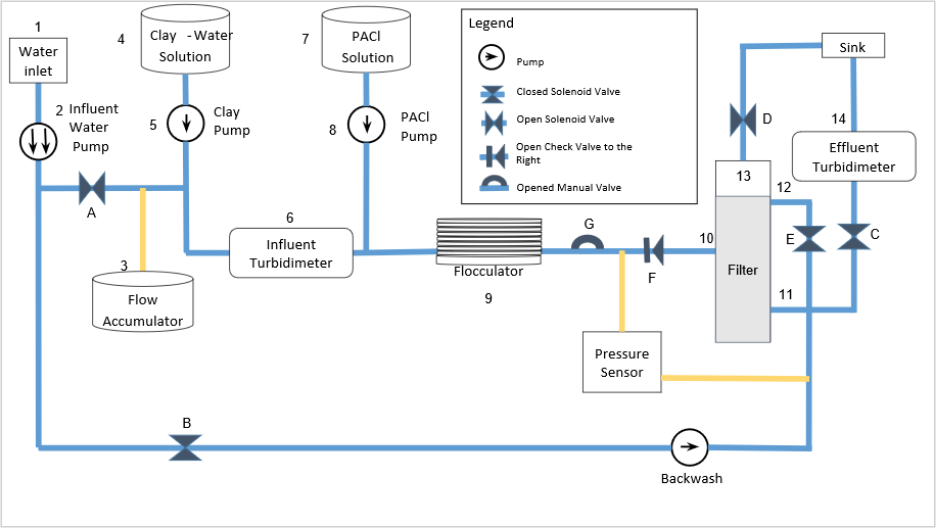 1
Water
inlet
2 Influent
Water
Pump
A
3
Flow
Accumulator
4
Clay - Water
Solution
5
Clay
Pump
6
Influent
Turbidimeter
7
PACl
Solution
8
PACl
Pump
Flocculator
9
G
F
Pressure
Sensor
B
Backwash
Legend
Pump
Closed Solenoid Valve
Open Solenoid Valve
Open Check Valve to the
Right
Opened Manual Valve
10
Filter
11
12
13
D
E
C
Sink
14
Effluent
Turbidimeter